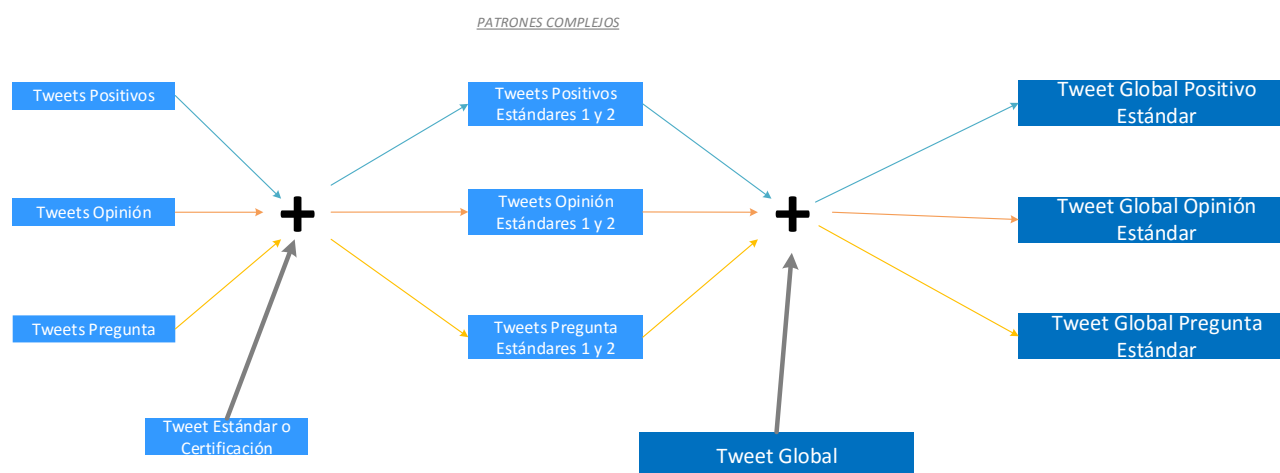 PATRONES COMPLEJOS
Tweets Positivos
Tweets Positivos
Estándares 1 y 2
Tweet Global Positivo
Estándar
Tweets Opinión
Tweets Opinión
Estándares 1 y 2
Tweet Global Opinión
Estándar
Tweets Pregunta
Tweets Pregunta
Estándares 1 y 2
Tweet Global Pregunta
Estándar
Tweet Estándar o
Certificación
Tweet Global